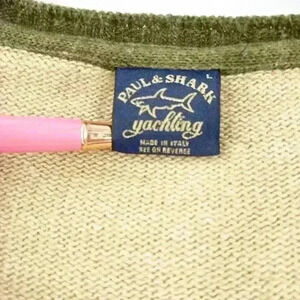 L
PAUL & SHARK
yachting
MADE IN ITALY
SEE ON REVERSE